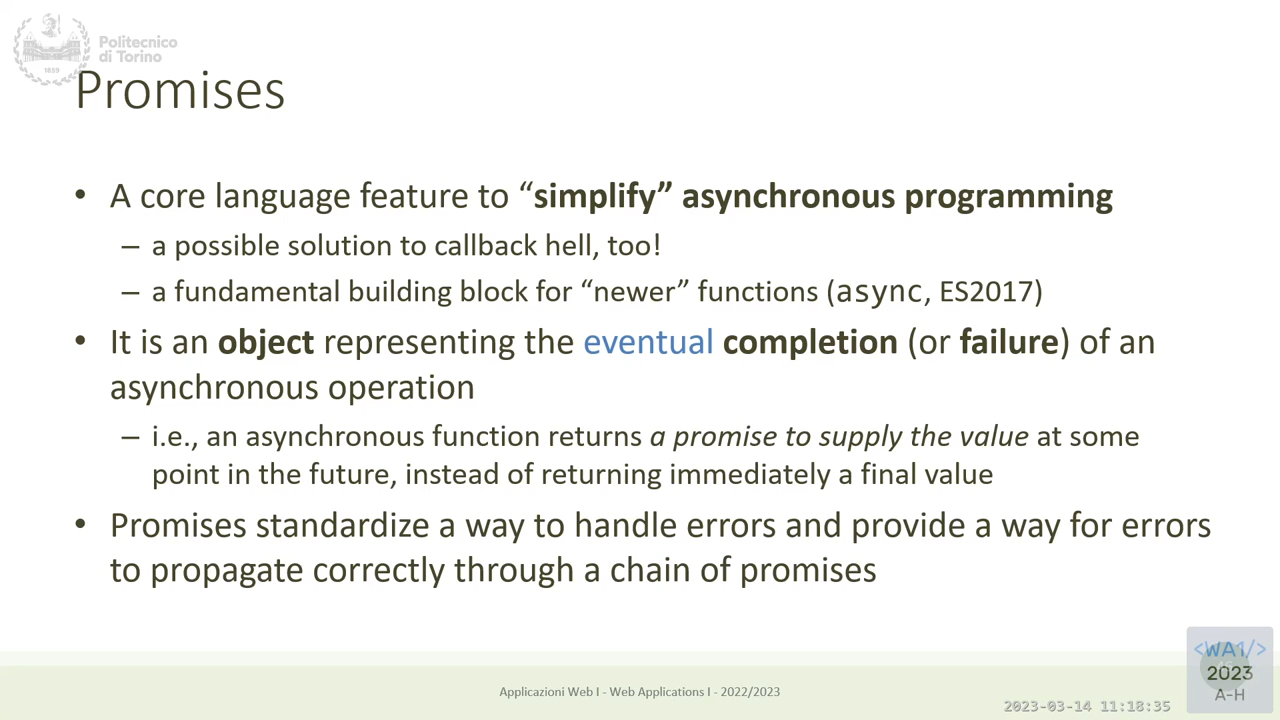 Politecnico
di Torino
1859
Promises
• A core language feature to “simplify” asynchronous programming
– a possible solution to callback hell, too!
– a fundamental building block for “newer” functions (async, ES2017)
• It is an object representing the eventual completion (or failure) of an
asynchronous operation
– i.e., an asynchronous function returns a promise to supply the value at some
point in the future, instead of returning immediately a final value
• Promises standardize a way to handle errors and provide a way for errors
to propagate correctly through a chain of promises
Applicazioni Web I - Web Applications I - 2022/2023
2023-03-14 11:18:35
<WA1/>
2023
A-H